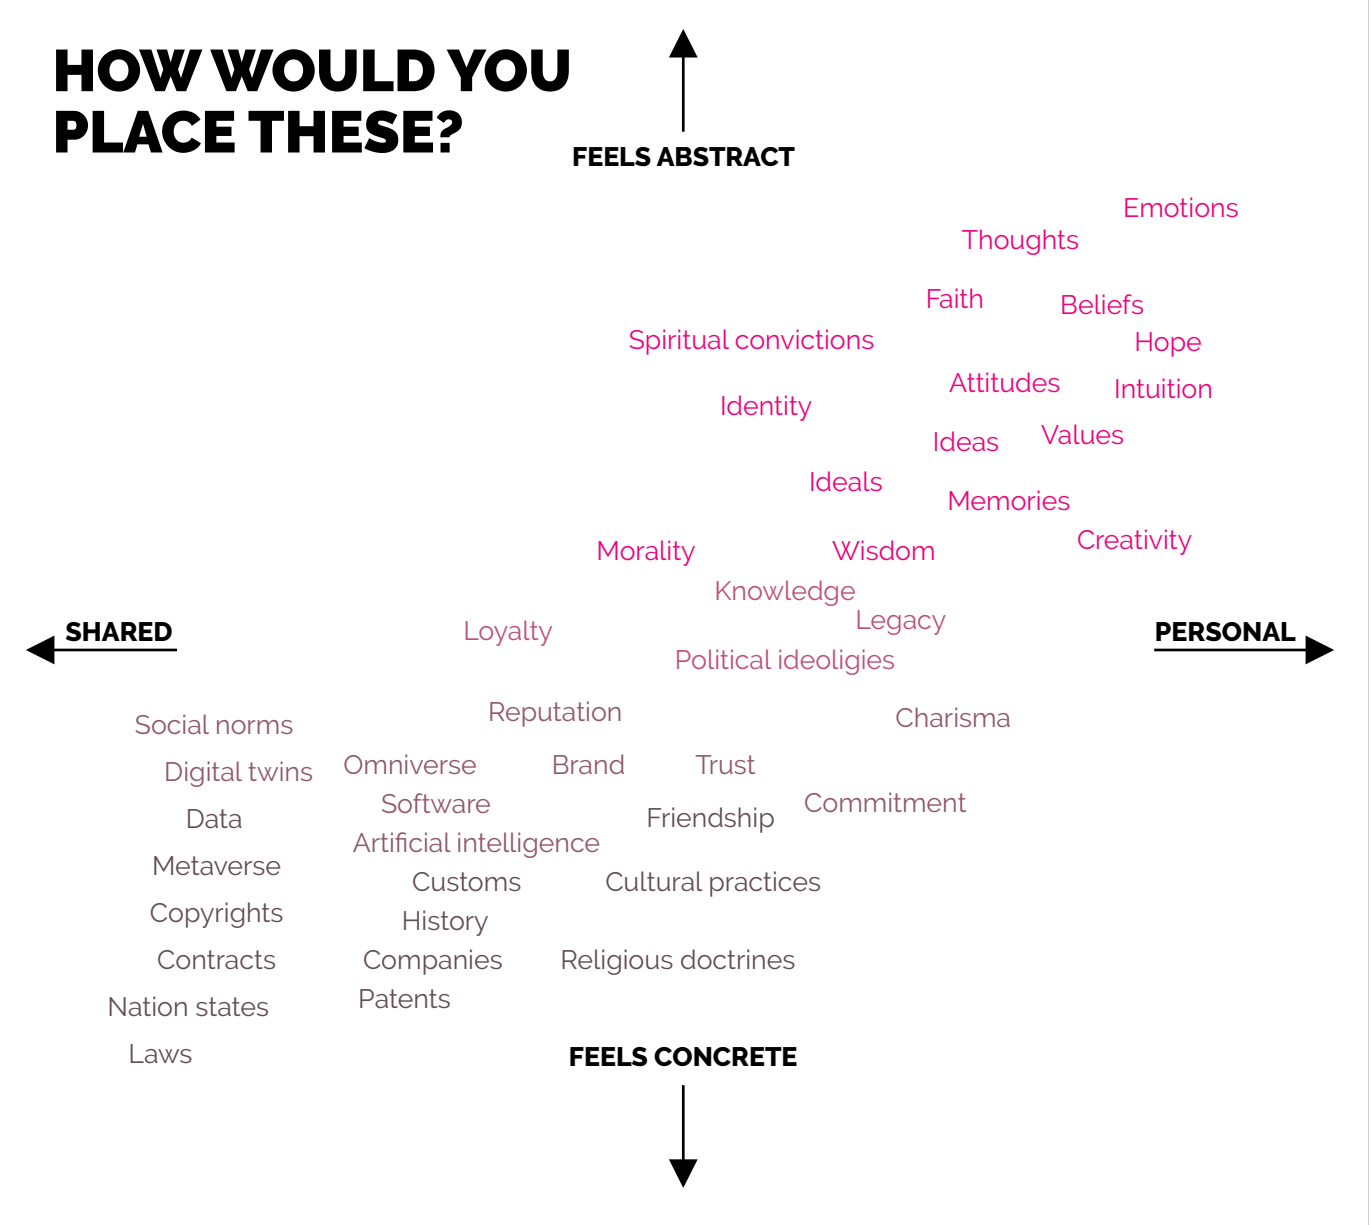 HOW WOULD YOU
PLACE THESE?
FEELS ABSTRACT
Emotions
Thoughts
Faith
Beliefs
Spiritual convictions
Hope
Attitudes
Intuition
Identity
Ideas
Values
Ideals
Memories
Morality
Wisdom
Creativity
Knowledge
Legacy
Loyalty
SHARED
PERSONAL
Political ideoligies
Reputation
Charisma
Social norms
Digital twins
Omniverse
Brand
Trust
Software
Commitment
Data
Friendship
Artificial intelligence
Metaverse
Customs
Cultural practices
Copyrights
History
Contracts
Companies
Religious doctrines
Nation states
Patents
Laws
FEELS CONCRETE